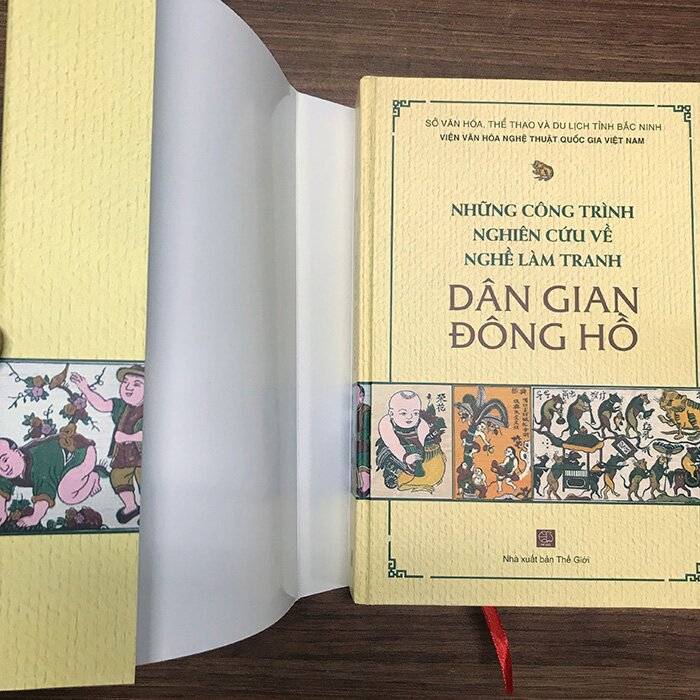 SỞ VĂN HÓA, THỂ THAO VÀ DU LỊCH TỈNH BẮC NINH
VIỆN VĂN HÓA NGHỆ THUẬT QUỐC GIA VIỆT NAM
NHỮNG CÔNG TRÌNH
NGHIÊN CỨU VỀ
NGHỀ LÀM TRANH
DÂN GIAN
ĐÔNG HỒ
Nhà xuất bản Thế Giới